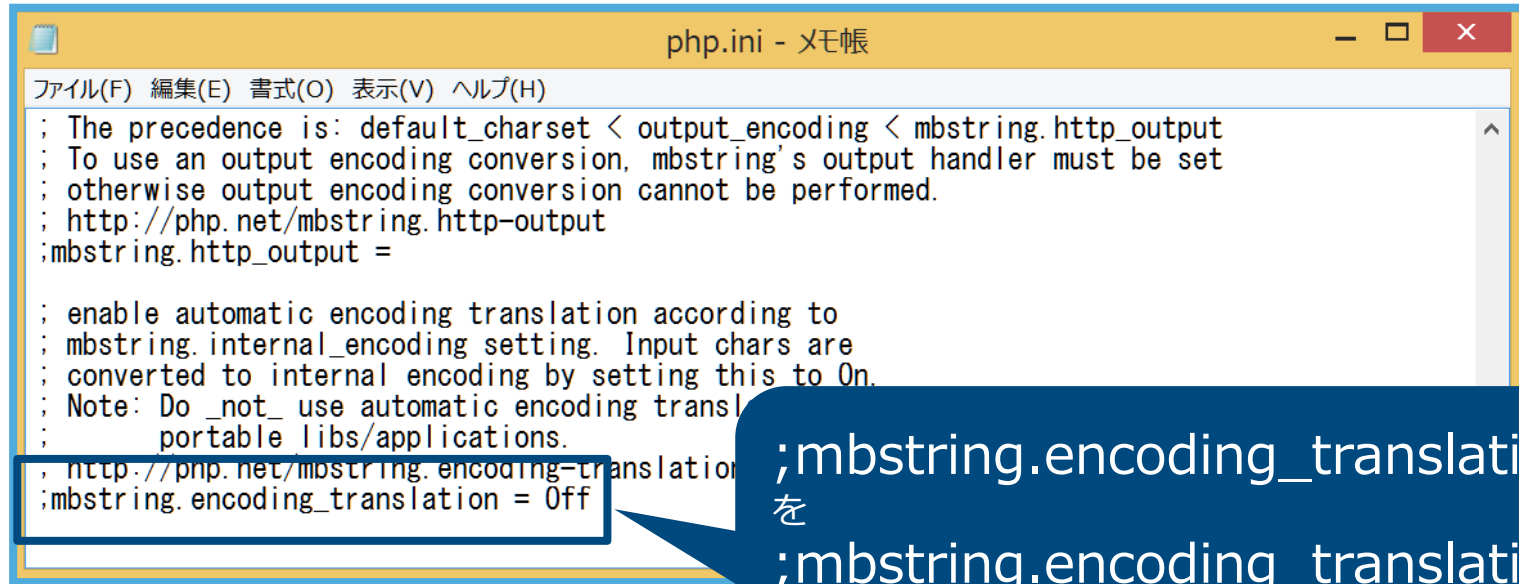 php.ini - メモ帳
ファイル(F) 編集(E) 書式(O) 表示(V) ヘルプ(H)
; The precedence is: default_charset < output_encoding < mbstring.http_output
; To use an output encoding conversion, mbstring's output handler must be set
; otherwise output encoding conversion cannot be performed.
; http://php.net/mbstring.http-output
;mbstring.http_output =
; enable automatic encoding translation according to
; mbstring.internal_encoding setting. Input chars are
; converted to internal encoding by setting this to On.
; Note: Do _not_ use automatic encoding transl
; portable libs/applications.
; http://php.net/mbstring.encoding-translation
;mbstring.encoding_translation = Off
;mbstring.encoding_translati
を
;mbstring.encoding_translati